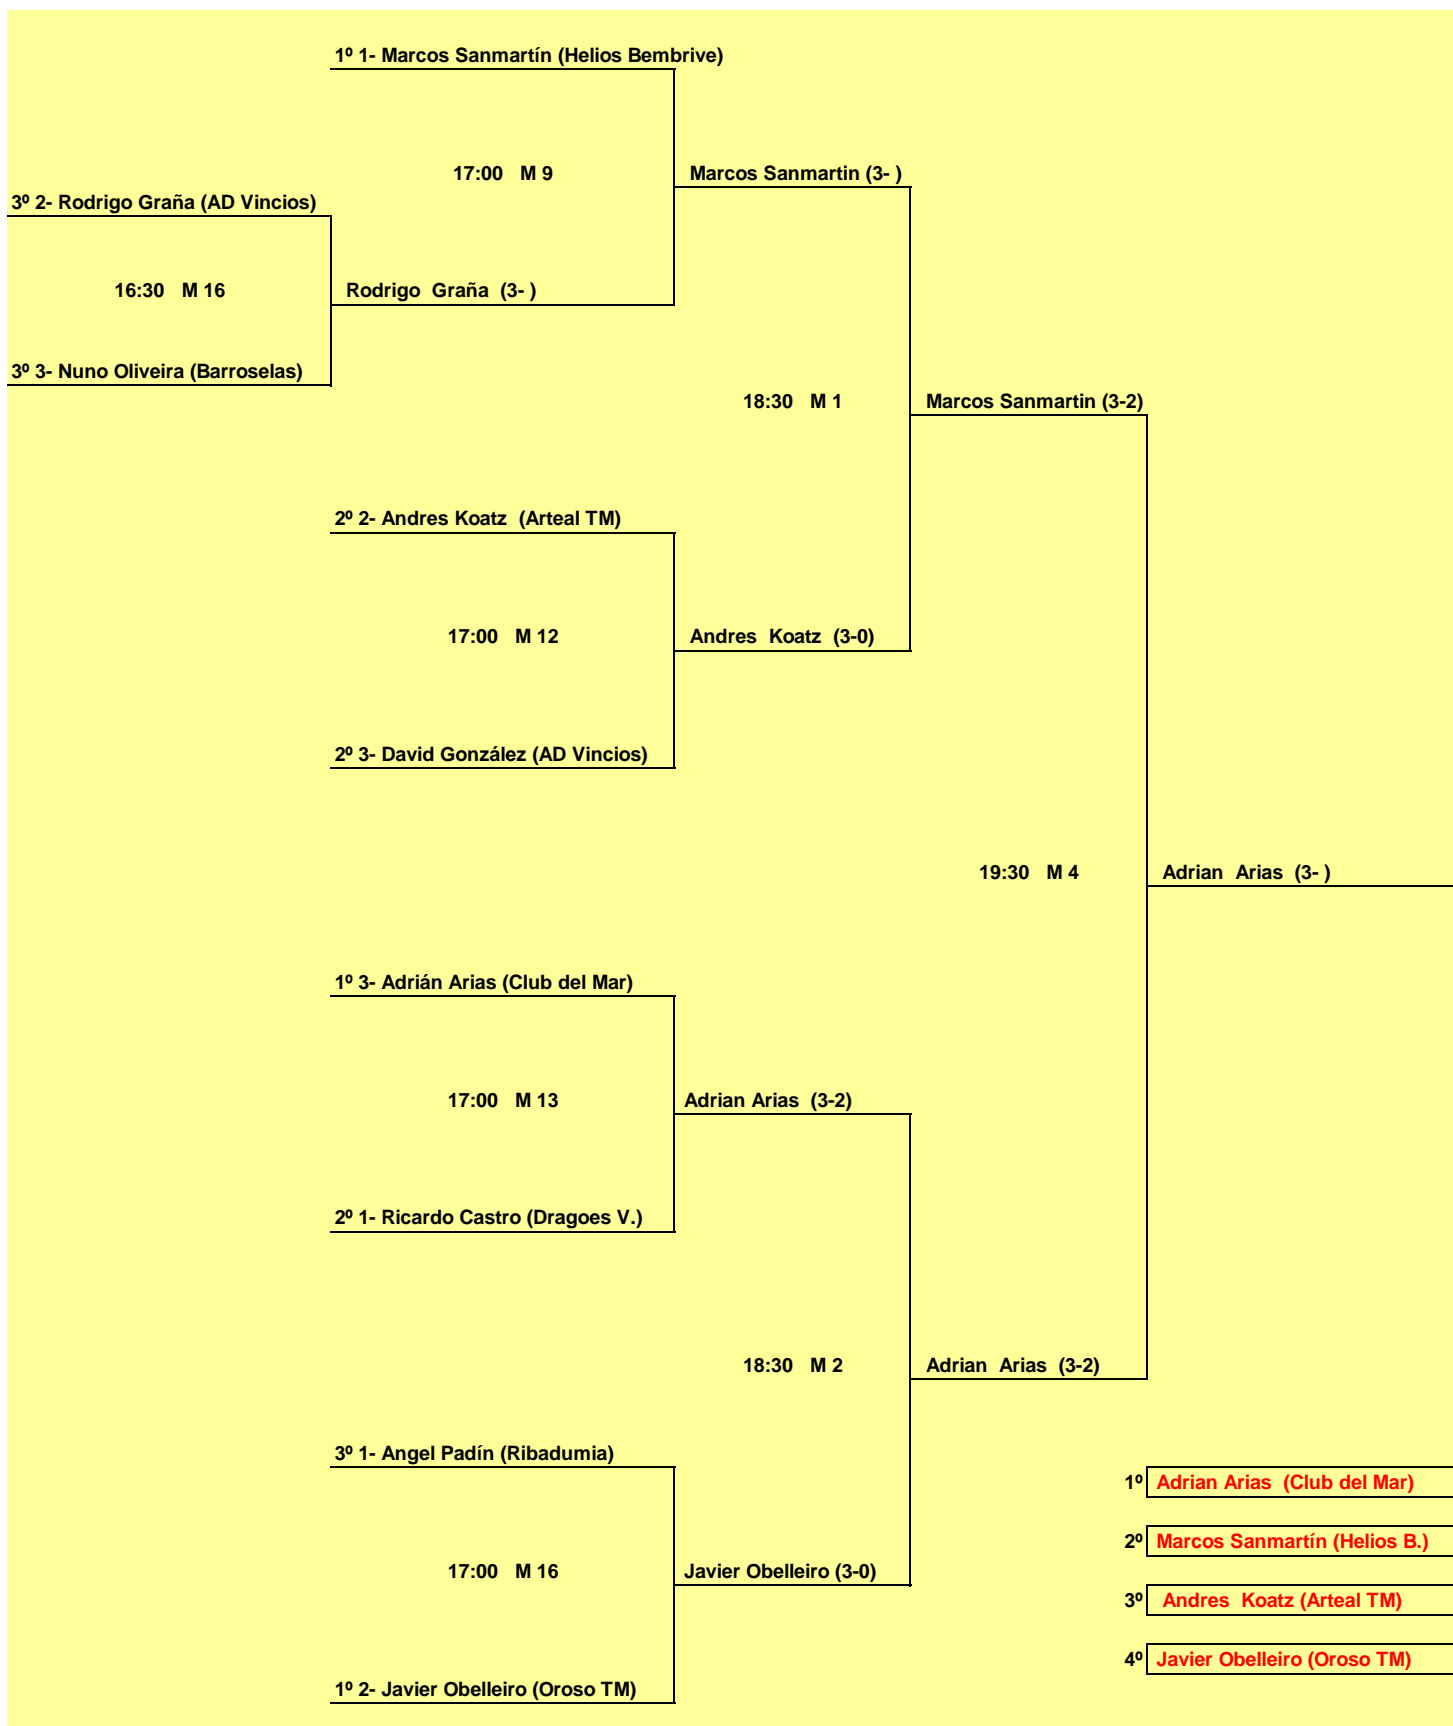 1º 1- Marcos Sanmartín (Helios Bembrive)
17:00 M 9
Marcos Sanmartin (3- )
3º 2- Rodrigo Graña (AD Vincios)
16:30 M 16
Rodrigo Graña (3- )
3º 3- Nuno Oliveira (Barroselas)
18:30 M 1
Marcos Sanmartin (3-2)
2º 2- Andres Koatz (Arteal TM)
17:00 M 12
Andres Koatz (3-0)
2º 3- David González (AD Vincios)
19:30 M 4
Adrian Arias (3- )
1º 3- Adrián Arias (Club del Mar)
17:00 M 13
Adrian Arias (3-2)
2º 1- Ricardo Castro (Dragoes V.)
18:30 M 2
Adrian Arias (3-2)
3º 1- Angel Padín (Ribadumia)
1º Adrian Arias (Club del Mar)
2º Marcos Sanmartín (Helios B.)
17:00 M 16
Javier Obelleiro (3-0)
3º Andres Koatz (Arteal TM)
4º Javier Obelleiro (Oroso TM)
1º 2- Javier Obelleiro (Oroso TM)